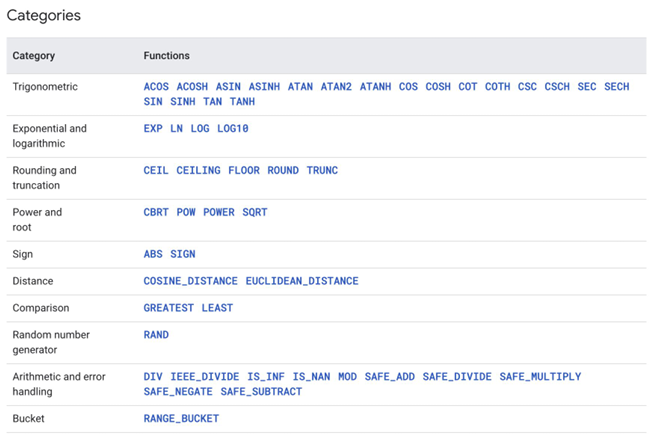 Categories
Category Functions
Trigonometric ACOS ACOSH ASIN ASINH ATAN ATAN2 ATANH COS COSH COT COTH CSC CSCH SEC SECH
SIN SINH TAN TANH
Exponential and EXP LN LOG LOG10
logarithmic
Rounding and CEIL CEILING FLOOR ROUND TRUNC
truncation
Power and CBRT POW POWER SQRT
root
Sign ABS SIGN
Distance COSINE_DISTANCE EUCLIDEAN_DISTANCE
Comparison GREATEST LEAST
Random number RAND
generator
Arithmetic and error DIV IEEE_DIVIDE IS_INF IS_NAN MOD SAFE_ADD SAFE_DIVIDE SAFE_MULTIPLY
handling SAFE_NEGATE SAFE_SUBTRACT
Bucket RANGE_BUCKET